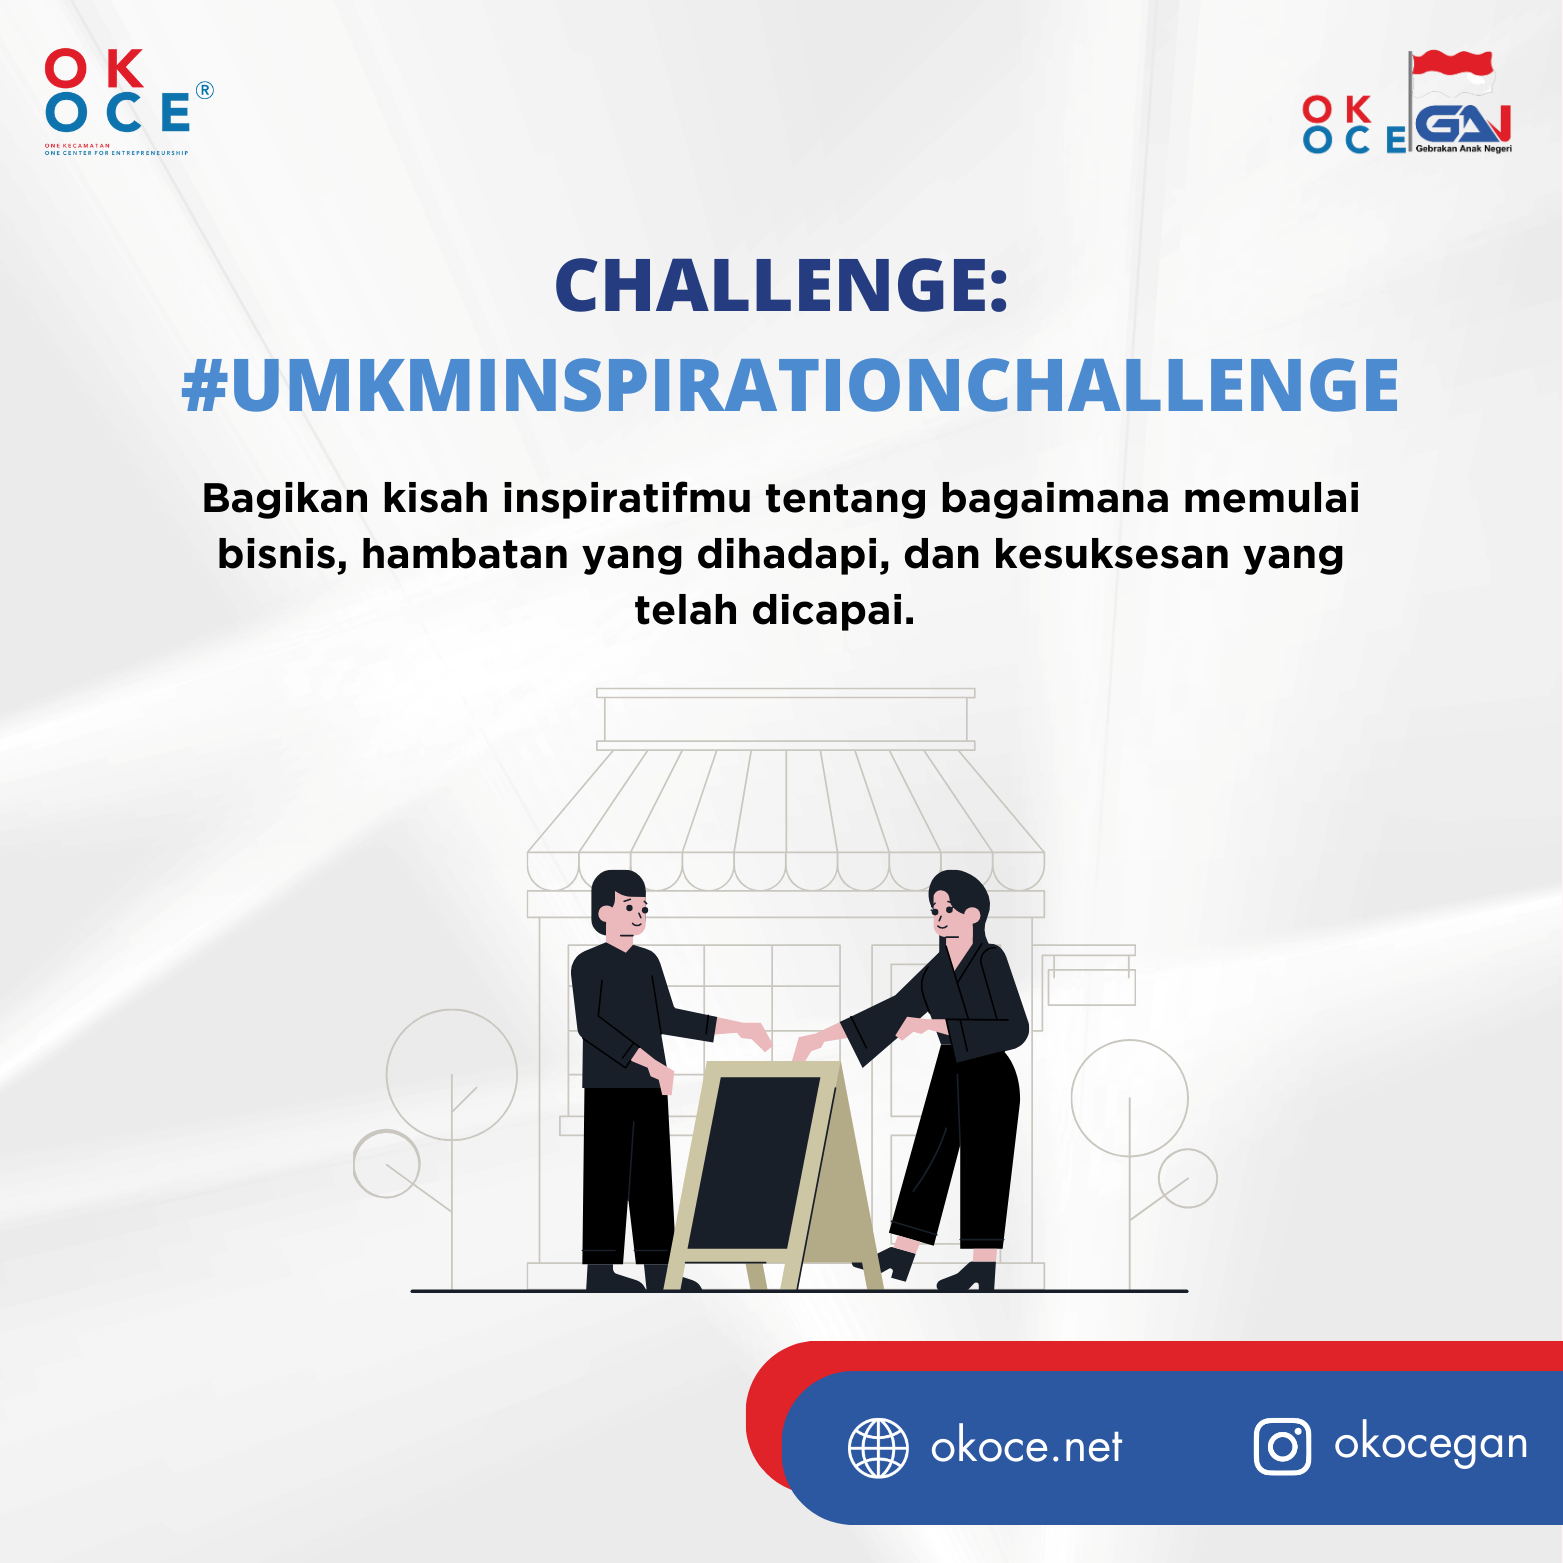 OK
OCE®
ONE KECAMATAN
ONE CENTER FOR ENTREPRENEURSHIP
OK
OCE
GAN
Gebrakan Anak Negeri
CHALLENGE:
#UMKMINSPIRATIONCHALLENGE
Bagikan kisah inspiratifmu tentang bagaimana memulai
bisnis, hambatan yang dihadapi, dan kesuksesan yang
telah dicapai.
okoce.net
okocegan